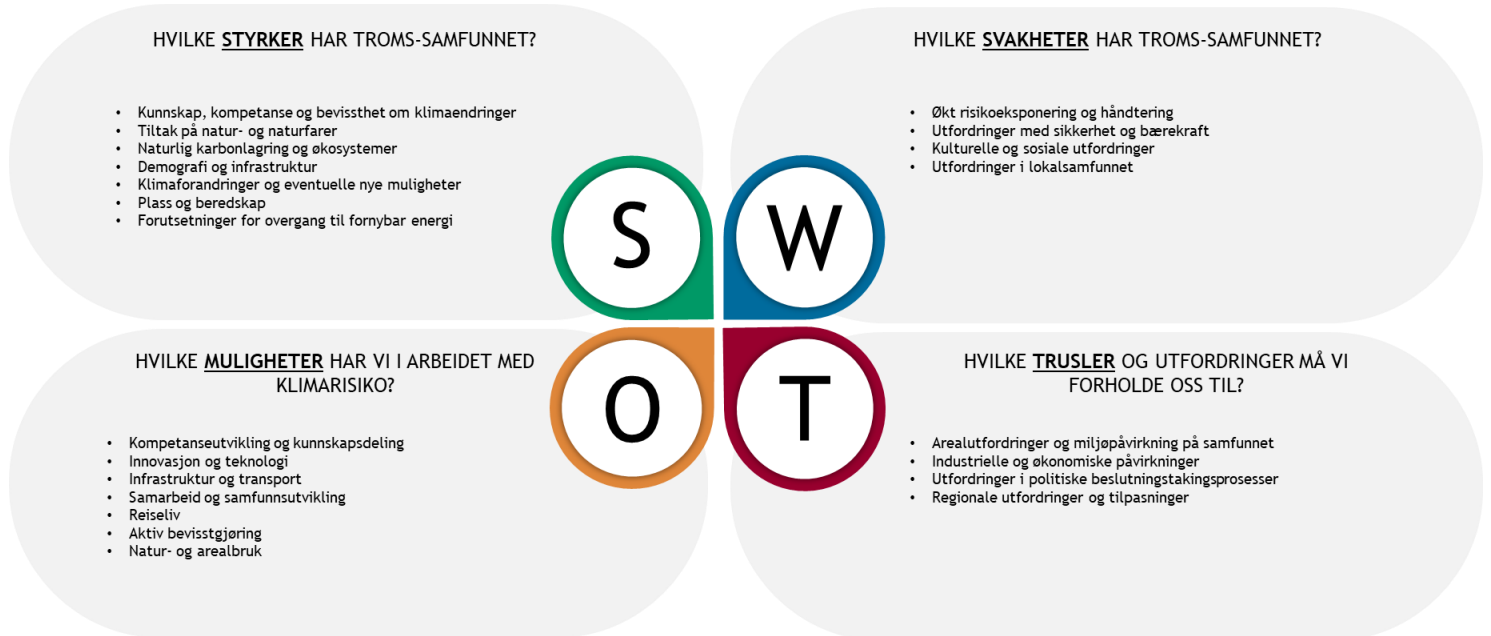 HVILKE STYRKER HAR TROMS-SAMFUNNET?
• Kunnskap, kompetanse og bevissthet om klimaendringer
• Tiltak på natur- og naturfarer
• Naturlig karbonlagring og økosystemer
• Demografi og infrastruktur
• Klimaforandringer og eventuelle nye muligheter
• Plass og beredskap
• Forutsetninger for overgang til fornybar energi
HVILKE SVAKHETER HAR TROMS-SAMFUNNET?
• Økt risikoeksponering og håndtering
• Utfordringer med sikkerhet og bærekraft
• Kulturelle og sosiale utfordringer
• Utfordringer i lokalsamfunnet
S
W
O
T
HVILKE MULIGHETER HAR VI I ARBEIDET MED
KLIMARISIKO?
• Kompetanseutvikling og kunnskapsdeling
• Innovasjon og teknologi
• Infrastruktur og transport
• Samarbeid og samfunnsutvikling
• Reiseliv
• Aktiv bevisstgjøring
• Natur- og arealbruk
HVILKE TRUSLER OG UTFORDRINGER MÅ VI
FORHOLDE OSS TIL?
• Arealutfordringer og miljøpåvirkning på samfunnet
• Industrielle og økonomiske påvirkninger
• Utfordringer i politiske beslutningstakingsprosesser
• Regionale utfordringer og tilpasninger